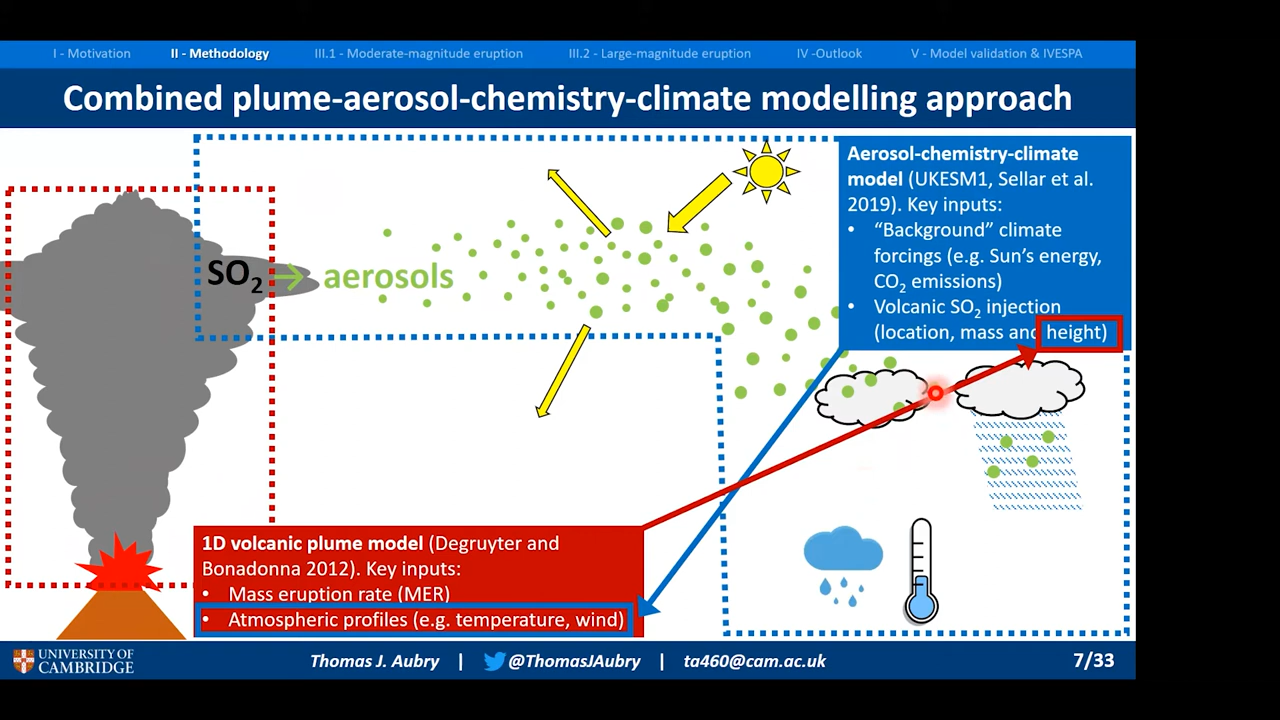 I - Motivation
II - Methodology
III.1 - Moderate-magnitude eruption
III.2 - Large-magnitude eruption
IV -Outlook
V - Model validation & IVESPA
Combined plume-aerosol-chemistry-climate modelling approach
Aerosol-chemistry-climate
model (UKESM1, Sellar et al.
2019). Key inputs:
• “Background” climate
forcings (e.g. Sun’s energy,
CO₂ emissions)
• Volcanic SO₂ injection
(location, mass and height)
SO₂ → aerosols
1D volcanic plume model (Degruyter and
Bonadonna 2012). Key inputs:
• Mass eruption rate (MER)
• Atmospheric profiles (e.g. temperature, wind)
UNIVERSITY OF
CAMBRIDGE
Thomas J. Aubry | @ThomasJAubry | ta460@cam.ac.uk
7/33